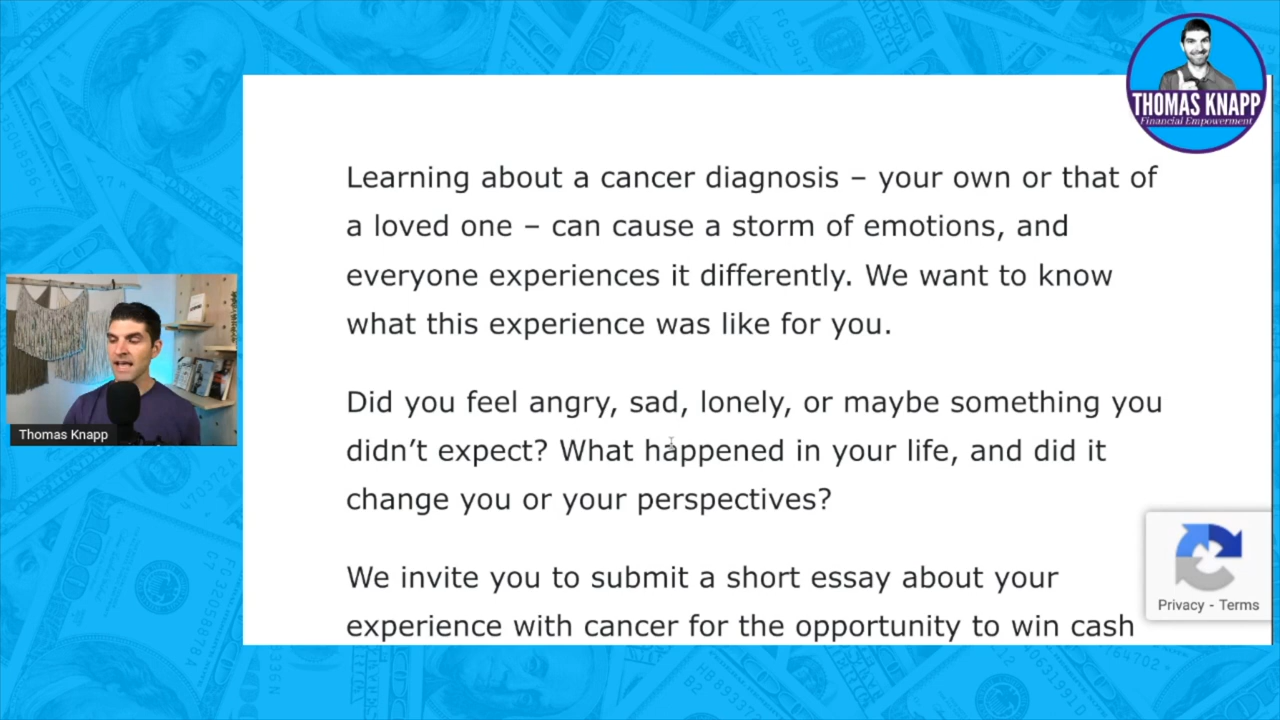 THOMAS KNAPP
Financial Empowerment
Learning about a cancer diagnosis – your own or that of
a loved one – can cause a storm of emotions, and
everyone experiences it differently. We want to know
what this experience was like for you.
Did you feel angry, sad, lonely, or maybe something you
didn’t expect? What happened in your life, and did it
change you or your perspectives?
We invite you to submit a short essay about your
experience with cancer for the opportunity to win cash
Thomas Knapp
Privacy - Terms